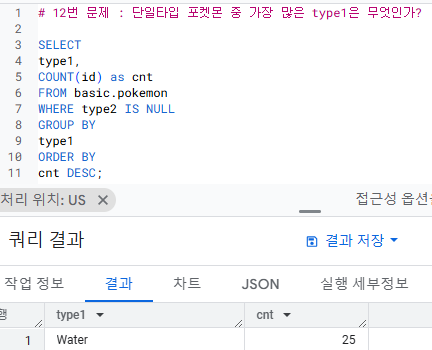 1 # 12번 문제 : 단일타입 포켓몬 중 가장 많은 type1은 무엇인가?
2
3 SELECT
4 type1,
5 COUNT(id) as cnt
6 FROM basic.pokemon
7 WHERE type2 IS NULL
8 GROUP BY
9 type1
10 ORDER BY
11 cnt DESC;
처리 위치: US
접근성 옵션
쿼리 결과
결과 저장
작업 정보 결과 차트 JSON 실행 세부정보
행 type1 cnt
1 Water 25